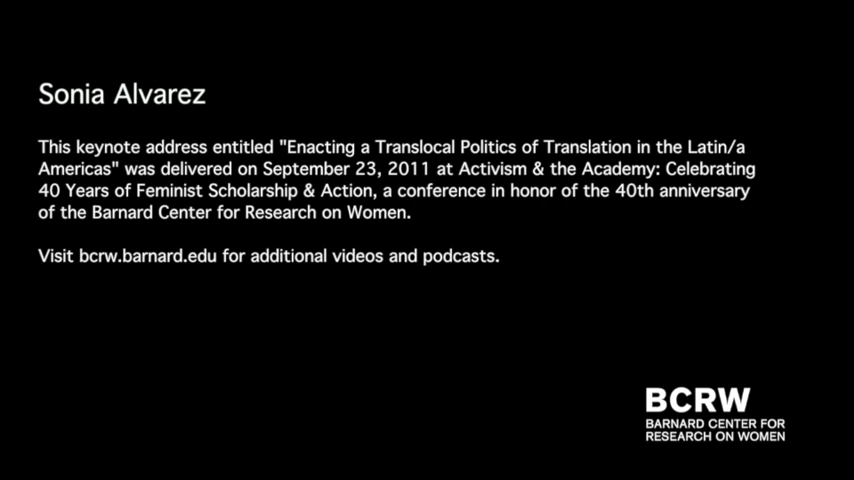 Sonia Alvarez
This keynote address entitled "Enacting a Translocal Politics of Translation in the Latin/a
Americas" was delivered on September 23, 2011 at Activism & the Academy: Celebrating
40 Years of Feminist Scholarship & Action, a conference in honor of the 40th anniversary
of the Barnard Center for Research on Women.
Visit bcrw.barnard.edu for additional videos and podcasts.
BCRW
BARNARD CENTER FOR
RESEARCH ON WOMEN